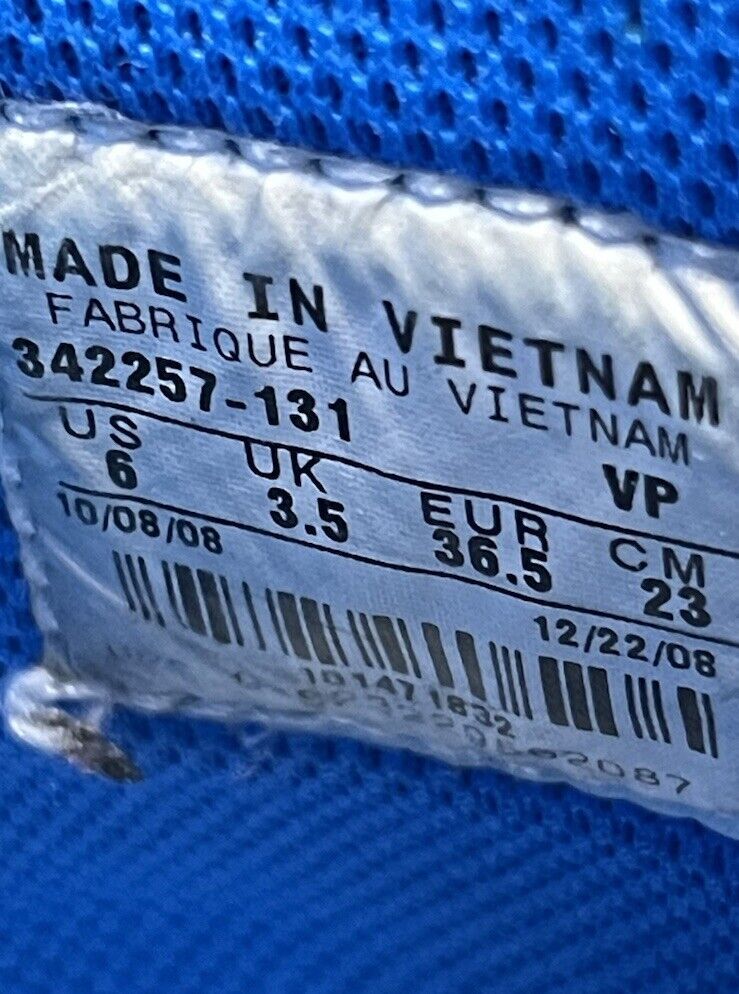 MADE IN VIETNAM
FABRIQUE AU VIETNAM
342257-131 VP
US UK EUR CM
6 3.5 36.5 23
10/08/08 12/22/08
101471832